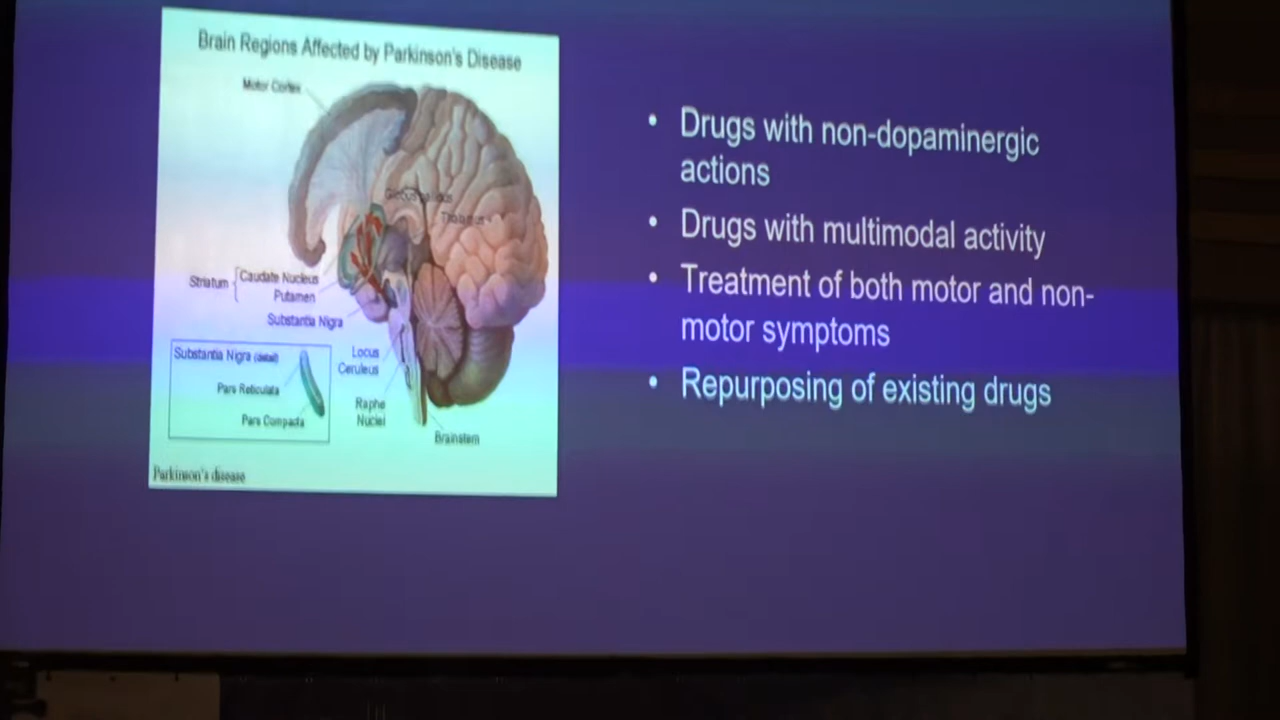 Brain Regions Affected by Parkinson's Disease
Motor Cortex
Globus Pallidus
Thalamus
Striatum
Caudate Nucleus
Putamen
Substantia Nigra
Substantia Nigra (detail)
Pars Reticulata
Pars Compacta
Locus
Ceruleus
Raphe
Nuclei
Brainstem
Parkinson's disease
• Drugs with non-dopaminergic
actions
• Drugs with multimodal activity
• Treatment of both motor and non-
motor symptoms
• Repurposing of existing drugs